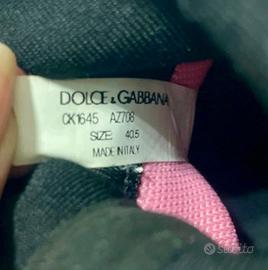 DOLCE & GABBANA
CK1645 AZ708
SIZE: 40.5
MADE IN ITALY
subito